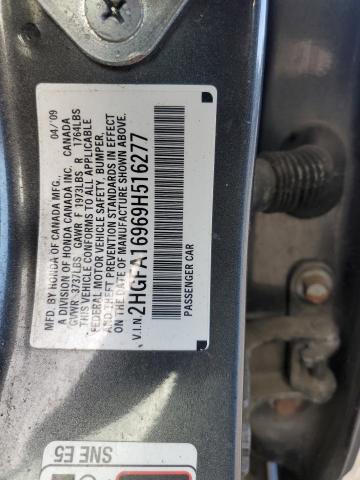 MFD. BY HONDA OF CANADA MFG. 04/09
A DIVISION OF HONDA CANADA INC. CANADA
GVWR 3737LBS. GAWR F 1973LBS R 1764LBS
THIS VEHICLE CONFORMS TO ALL APPLICABLE
FEDERAL MOTOR VEHICLE SAFETY, BUMPER,
AND THEFT PREVENTION STANDARDS IN EFFECT
ON THE DATE OF MANUFACTURE SHOWN ABOVE.
V.I.N. 2HGFA16969H516277
PASSENGER CAR
SNE E5